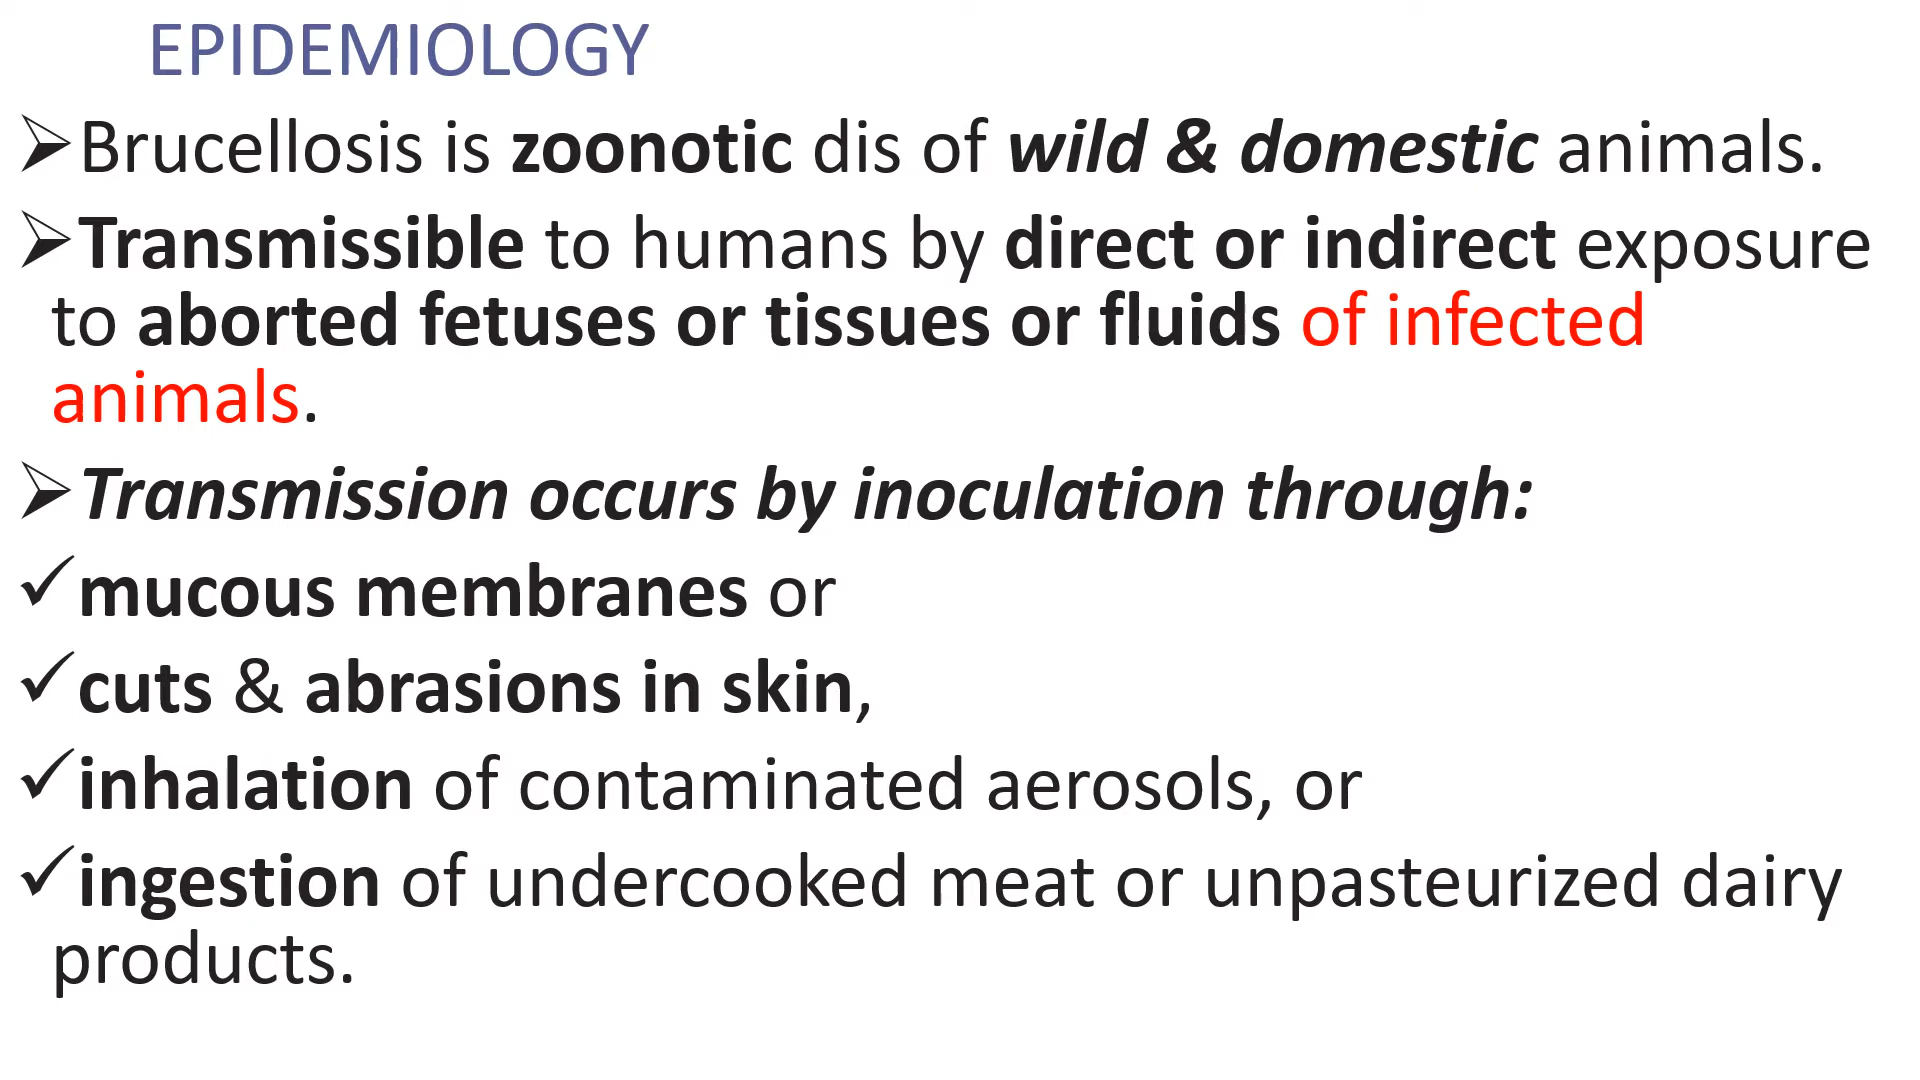 EPIDEMIOLOGY
➢Brucellosis is zoonotic dis of wild & domestic animals.
➢Transmissible to humans by direct or indirect exposure
to aborted fetuses or tissues or fluids of infected
animals.
➢Transmission occurs by inoculation through:
✓mucous membranes or
✓cuts & abrasions in skin,
✓inhalation of contaminated aerosols, or
✓ingestion of undercooked meat or unpasteurized dairy
products.